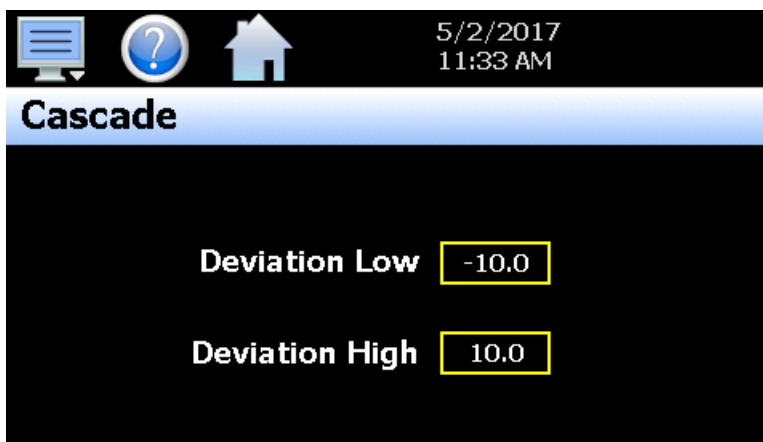 5/2/2017
11:33 AM
Cascade
Deviation Low -10.0
Deviation High 10.0